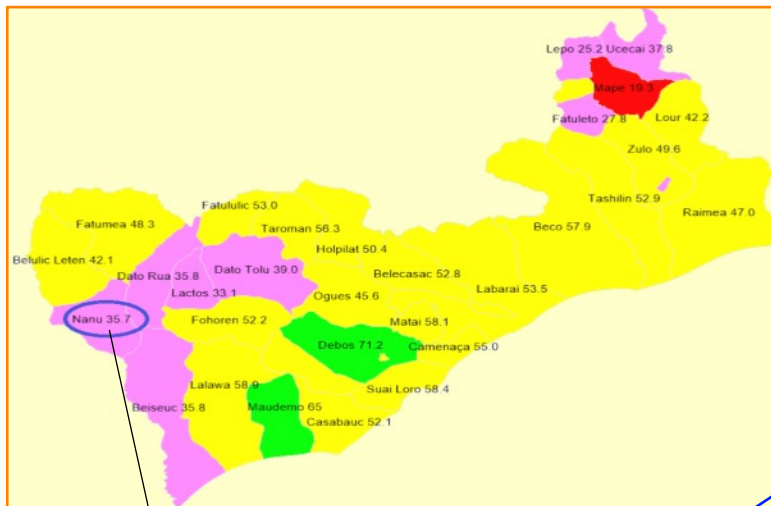 Lepo 25.2 Ucecai 37.8
Mape 19.3
Fatuleto 27.8
Lour 42.2
Zulo 49.6
Tashilin 52.9
Raimea 47.0
Fatululic 53.0
Fatumea 48.3
Taroman 56.3
Beco 57.9
Holpilat 50.4
Belulic Leten 42.1
Dato Rua 35.8
Dato Tolu 39.0
Belecasac 52.8
Lactos 33.1
Labarai 53.5
Ogues 45.6
Nanu 35.7
Fohoren 52.2
Matai 58.1
Debos 71.2
Camenaça 55.0
Lalawa 58.9
Suai Loro 58.4
Beiseuc 35.8
Maudemo 65
Casabauc 52.1